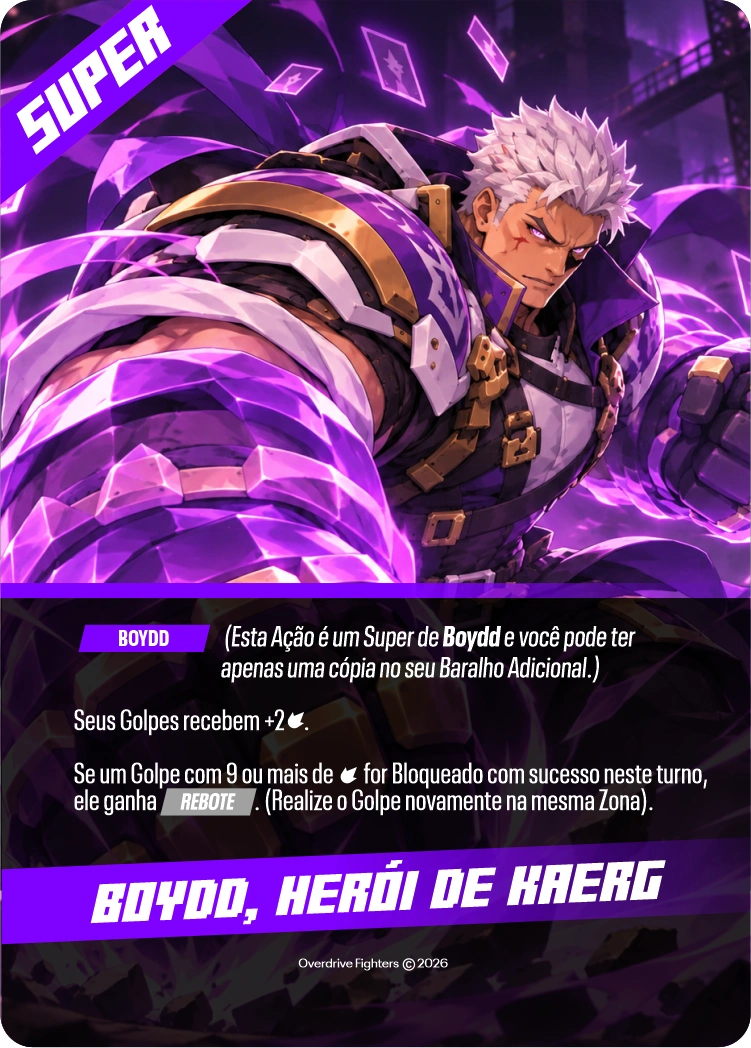 SUPER
BOYDD (Esta Ação é um Super de Boydd e você pode ter
apenas uma cópia no seu Baralho Adicional.)
Seus Golpes recebem +2.
Se um Golpe com 9 ou mais de for Bloqueado com sucesso neste turno,
ele ganha REBOTE. (Realize o Golpe novamente na mesma Zona).
BOYDD, HERÓI DE KAERG
Overdrive Fighters © 2026